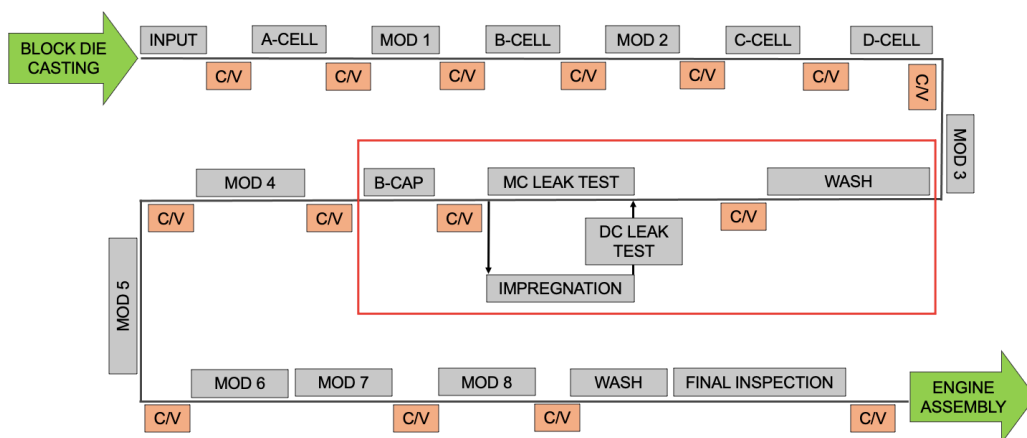 BLOCK DIE
CASTING
INPUT
A-CELL
MOD 1
B-CELL
MOD 2
C-CELL
D-CELL
C/V
C/V
C/V
C/V
C/V
C/V
C/V
MOD 3
MOD 4
B-CAP
MC LEAK TEST
WASH
C/V
C/V
C/V
C/V
DC LEAK
TEST
IMPREGNATION
MOD 5
MOD 6
MOD 7
MOD 8
WASH
FINAL INSPECTION
C/V
C/V
C/V
C/V
ENGINE
ASSEMBLY